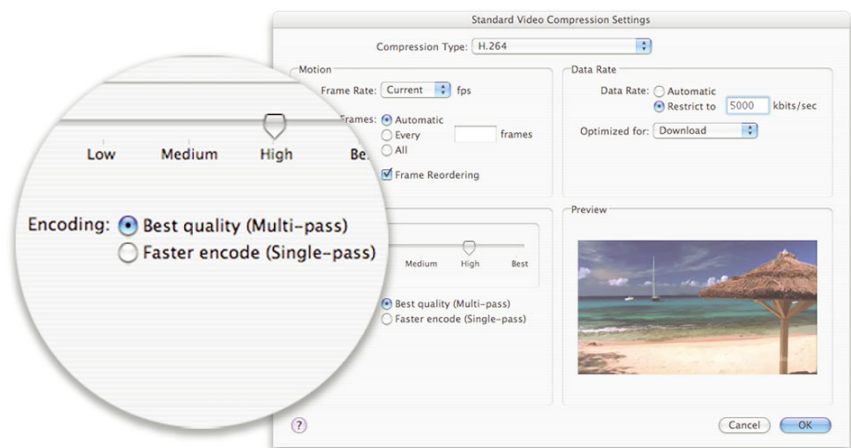 Standard Video Compression Settings
Compression Type: H.264
Motion
Frame Rate: Current fps
Frames: Automatic
Every frames
All
Frame Reordering
Data Rate
Data Rate: Automatic
Restrict to 5000 kbits/sec
Optimized for: Download
Low Medium High Be
Encoding: Best quality (Multi-pass)
Faster encode (Single-pass)
Medium High Best
Best quality (Multi-pass)
Faster encode (Single-pass)
Preview
?
Cancel OK